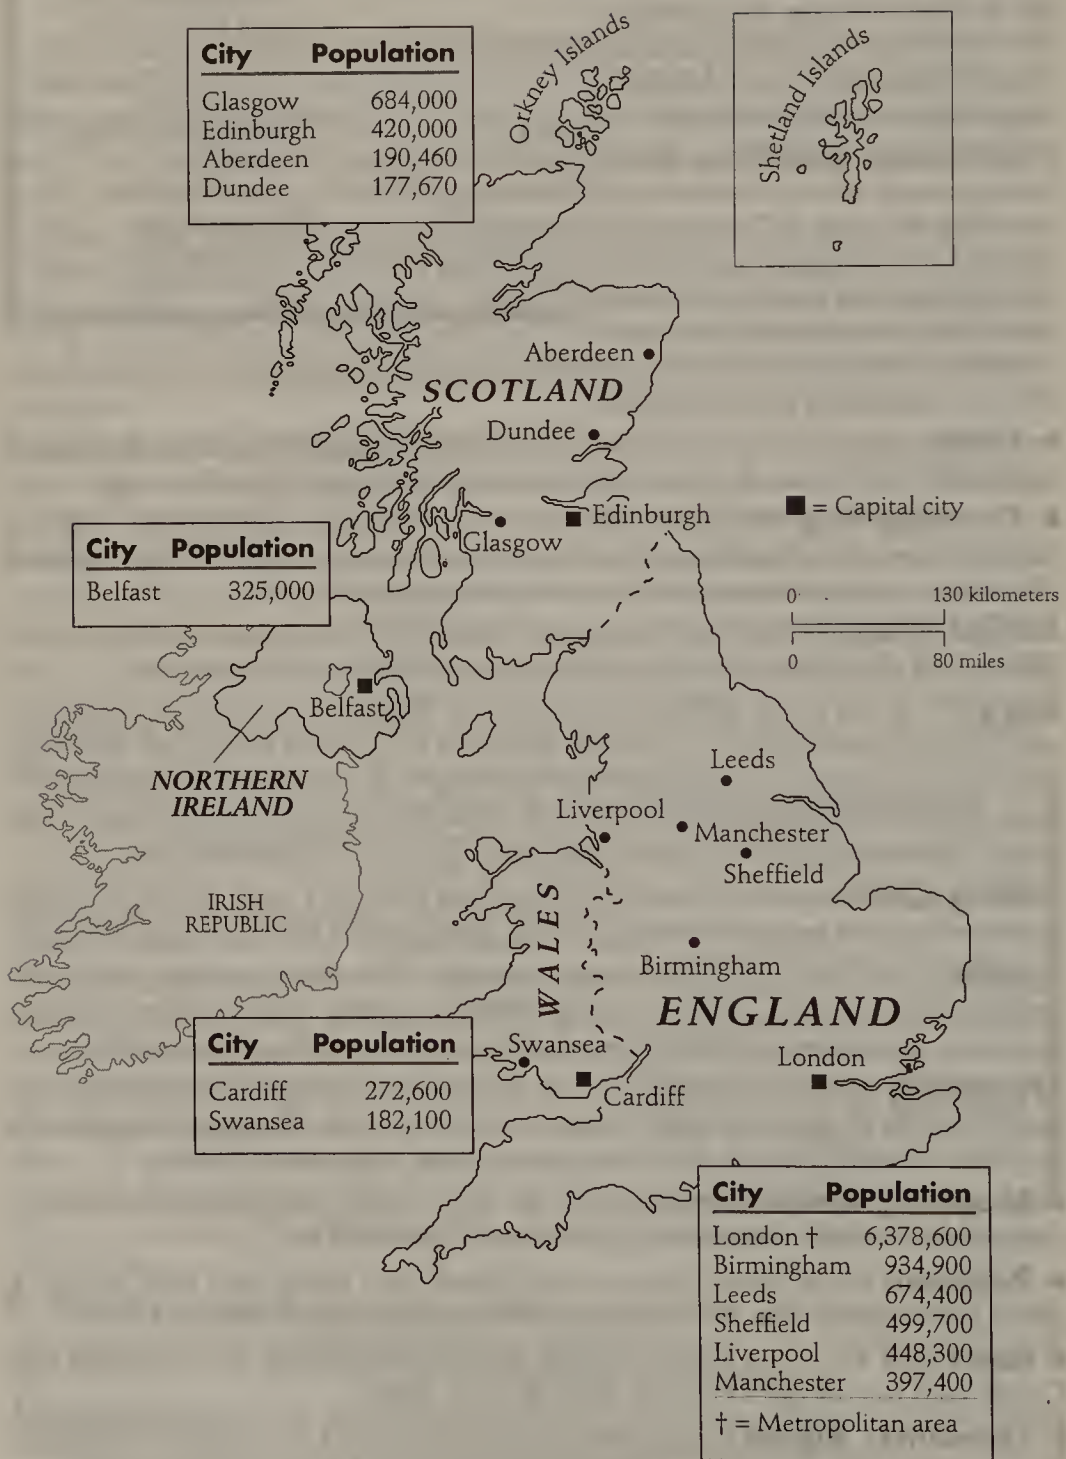 City Population
Glasgow 684,000
Edinburgh 420,000
Aberdeen 190,460
Dundee 177,670
Orkney Islands
Shetland Islands
Aberdeen
SCOTLAND
Dundee
Edinburgh
Glasgow
■ = Capital city
0 130 kilometers
0 80 miles
City Population
Belfast 325,000
Belfast
NORTHERN
IRELAND
IRISH
REPUBLIC
Leeds
Liverpool
Manchester
Sheffield
WALES
Birmingham
ENGLAND
Swansea
Cardiff
London
City Population
Cardiff 272,600
Swansea 182,100
City Population
London † 6,378,600
Birmingham 934,900
Leeds 674,400
Sheffield 499,700
Liverpool 448,300
Manchester 397,400
† = Metropolitan area